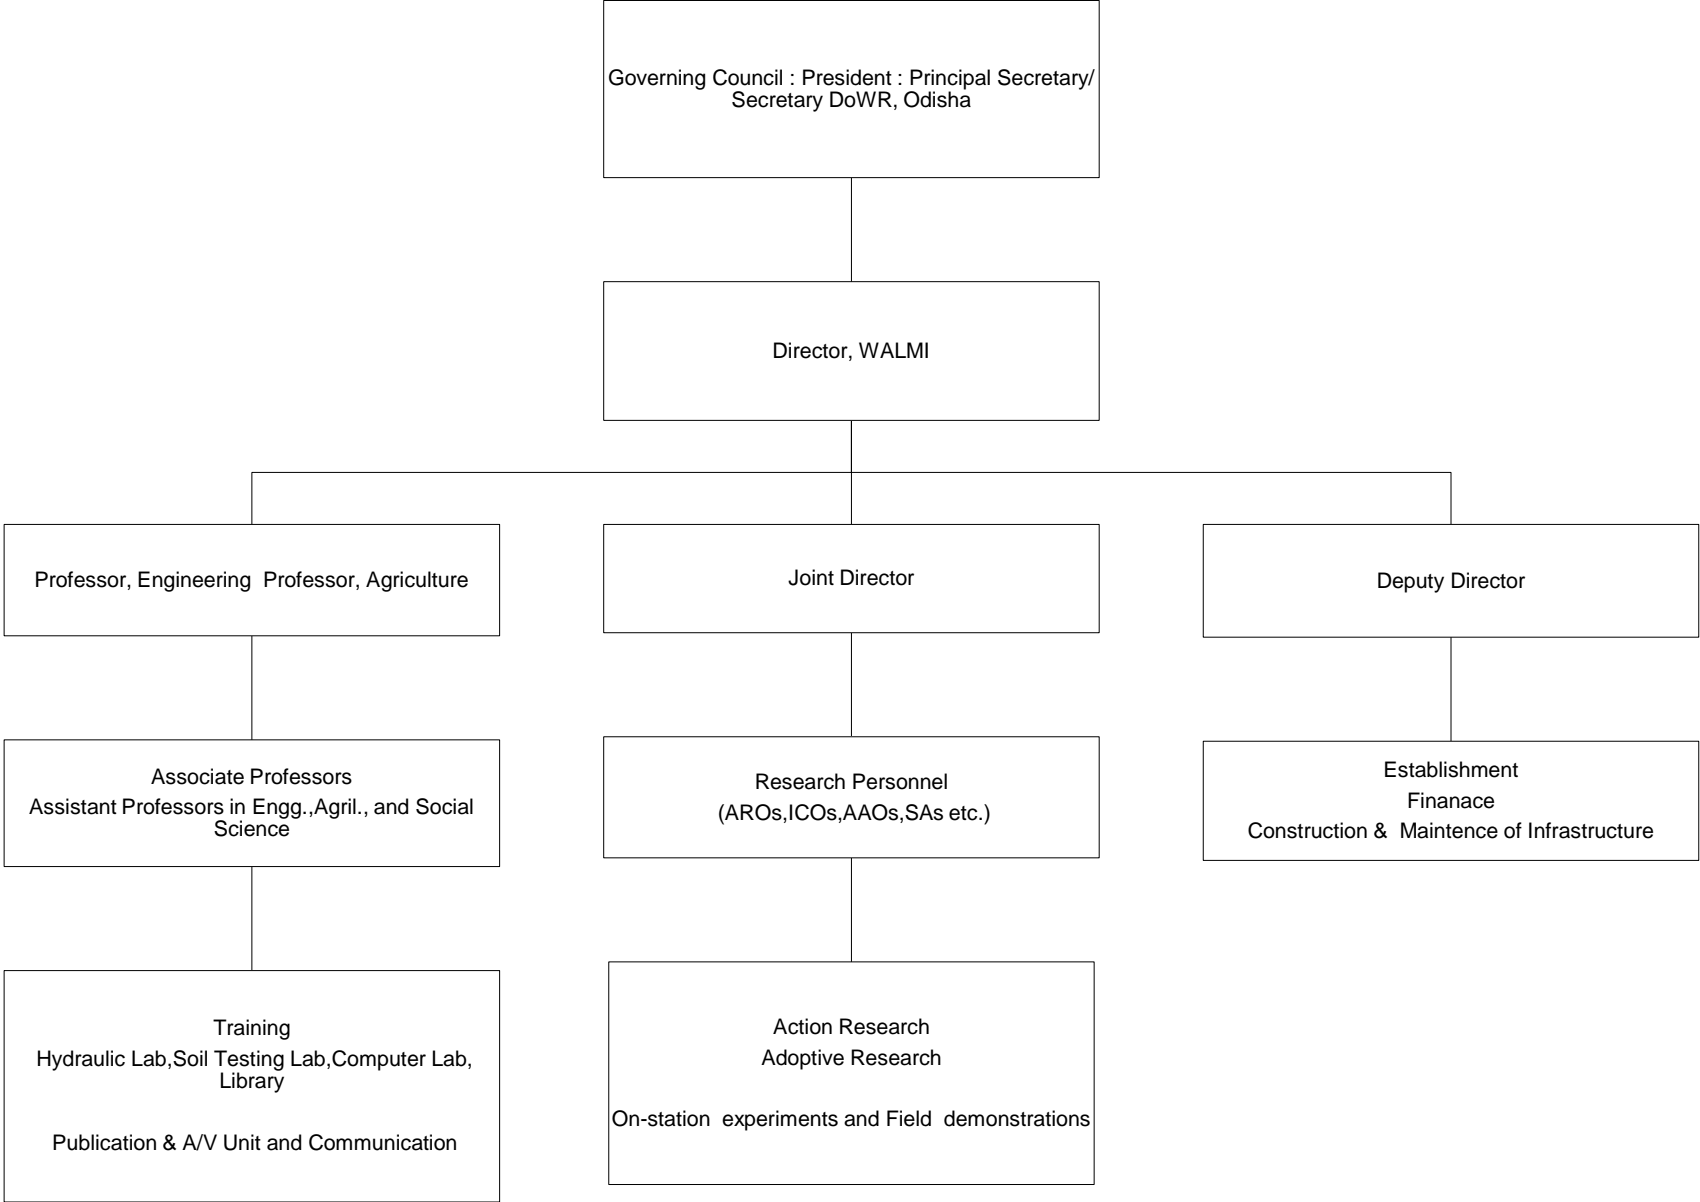 Governing Council : President : Principal Secretary/
Secretary DoWR, Odisha
Director, WALMI
Professor, Engineering  Professor, Agriculture
Joint Director
Deputy Director
Associate Professors
Assistant Professors in Engg.,Agril., and Social
Science
Research Personnel
(AROs,ICOs,AAOs,SAs etc.)
Establishment
Finanace
Construction &  Maintence of Infrastructure
Training
Hydraulic Lab,Soil Testing Lab,Computer Lab,
Library
Publication & A/V Unit and Communication
Action Research
Adoptive Research
On-station  experiments and Field  demonstrations